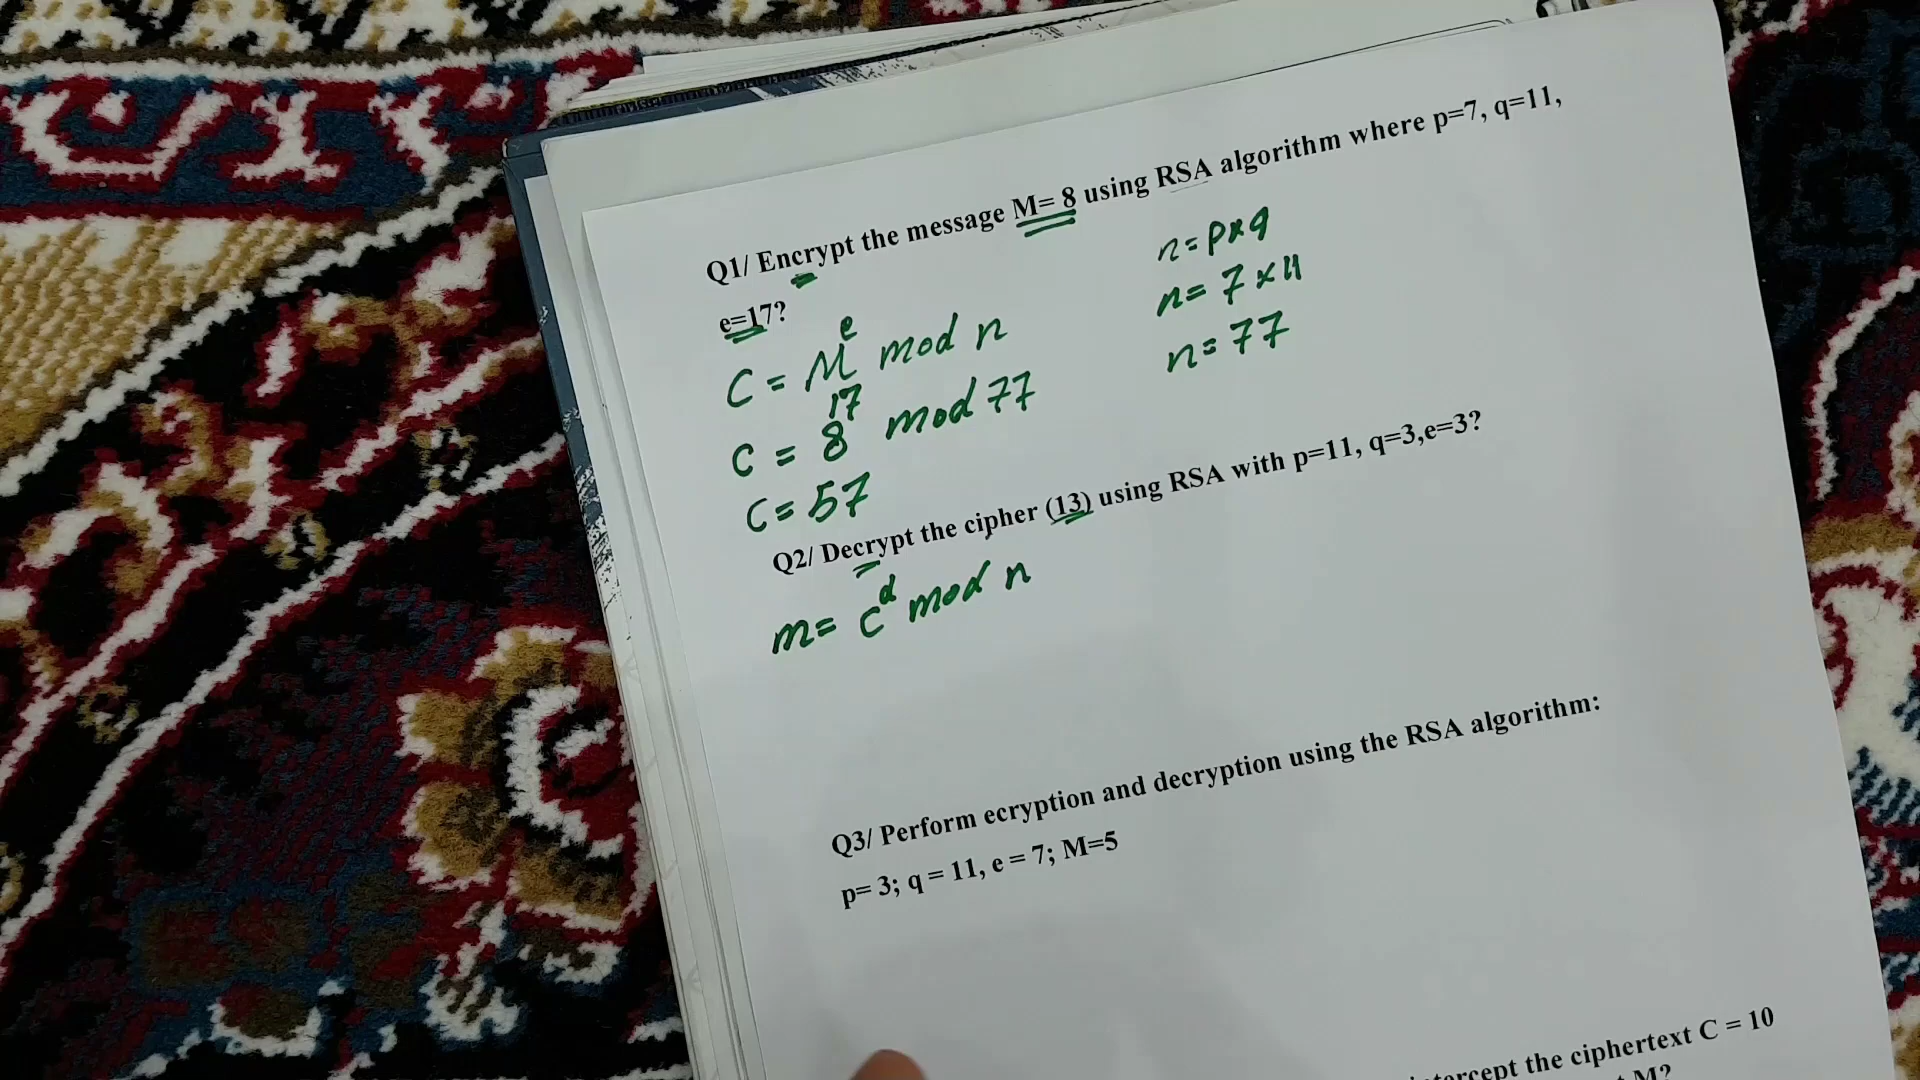 Q1/ Encrypt the message M= 8 using RSA algorithm where p=7, q=11,
e=17?
C = M^e mod n
C = 8^17 mod 77
C = 57
n = p x q
n = 7 x 11
n = 77
Q2/ Decrypt the cipher (13) using RSA with p=11, q=3,e=3?
m = C^d mod n
Q3/ Perform ecryption and decryption using the RSA algorithm:
p= 3; q = 11, e = 7; M=5
the ciphertext C = 10
M?